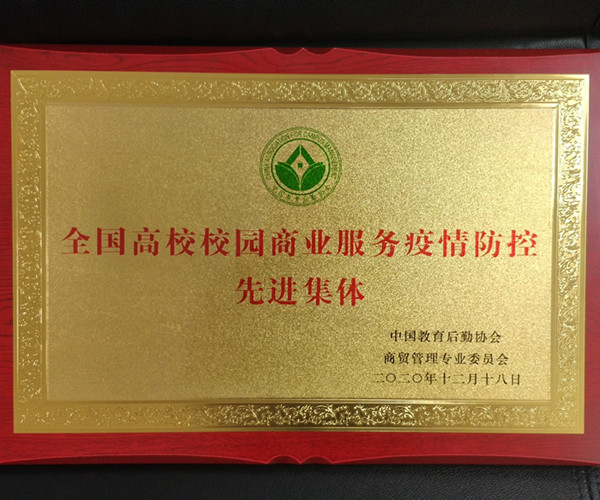 全国高校校园商业服务疫情防控
先进集体
中国教育后勤协会
商贸管理专业委员会
二〇二〇年十二月十八日